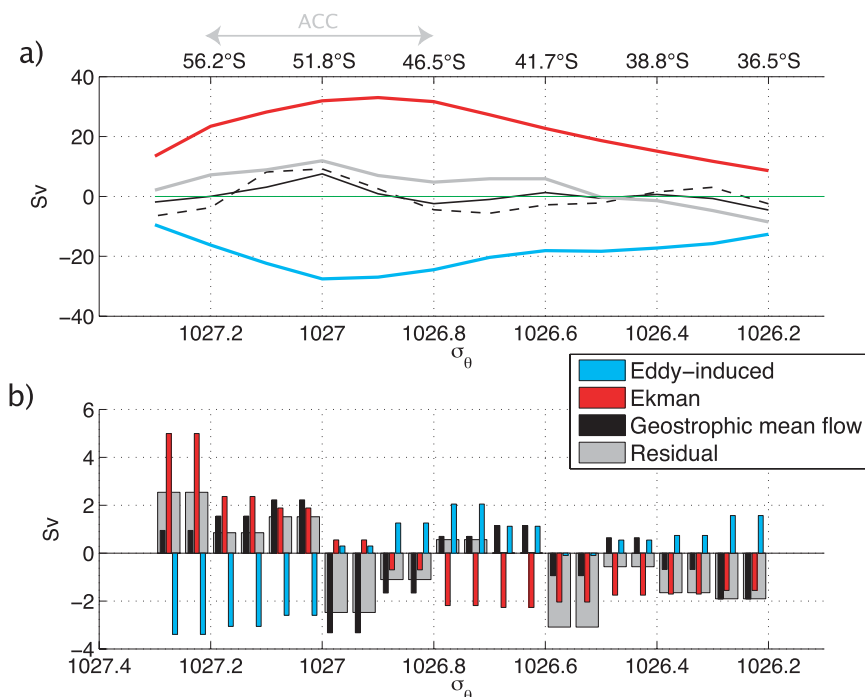 ACC
a)
56.2°S 51.8°S 46.5°S 41.7°S 38.8°S 36.5°S
40
20
0
−20
−40
Sv
1027.2 1027 1026.8 1026.6 1026.4 1026.2
σθ
Eddy−induced
Ekman
Geostrophic mean flow
Residual
b)
6
4
2
0
−2
−4
Sv
1027.4 1027.2 1027 1026.8 1026.6 1026.4 1026.2
σθ